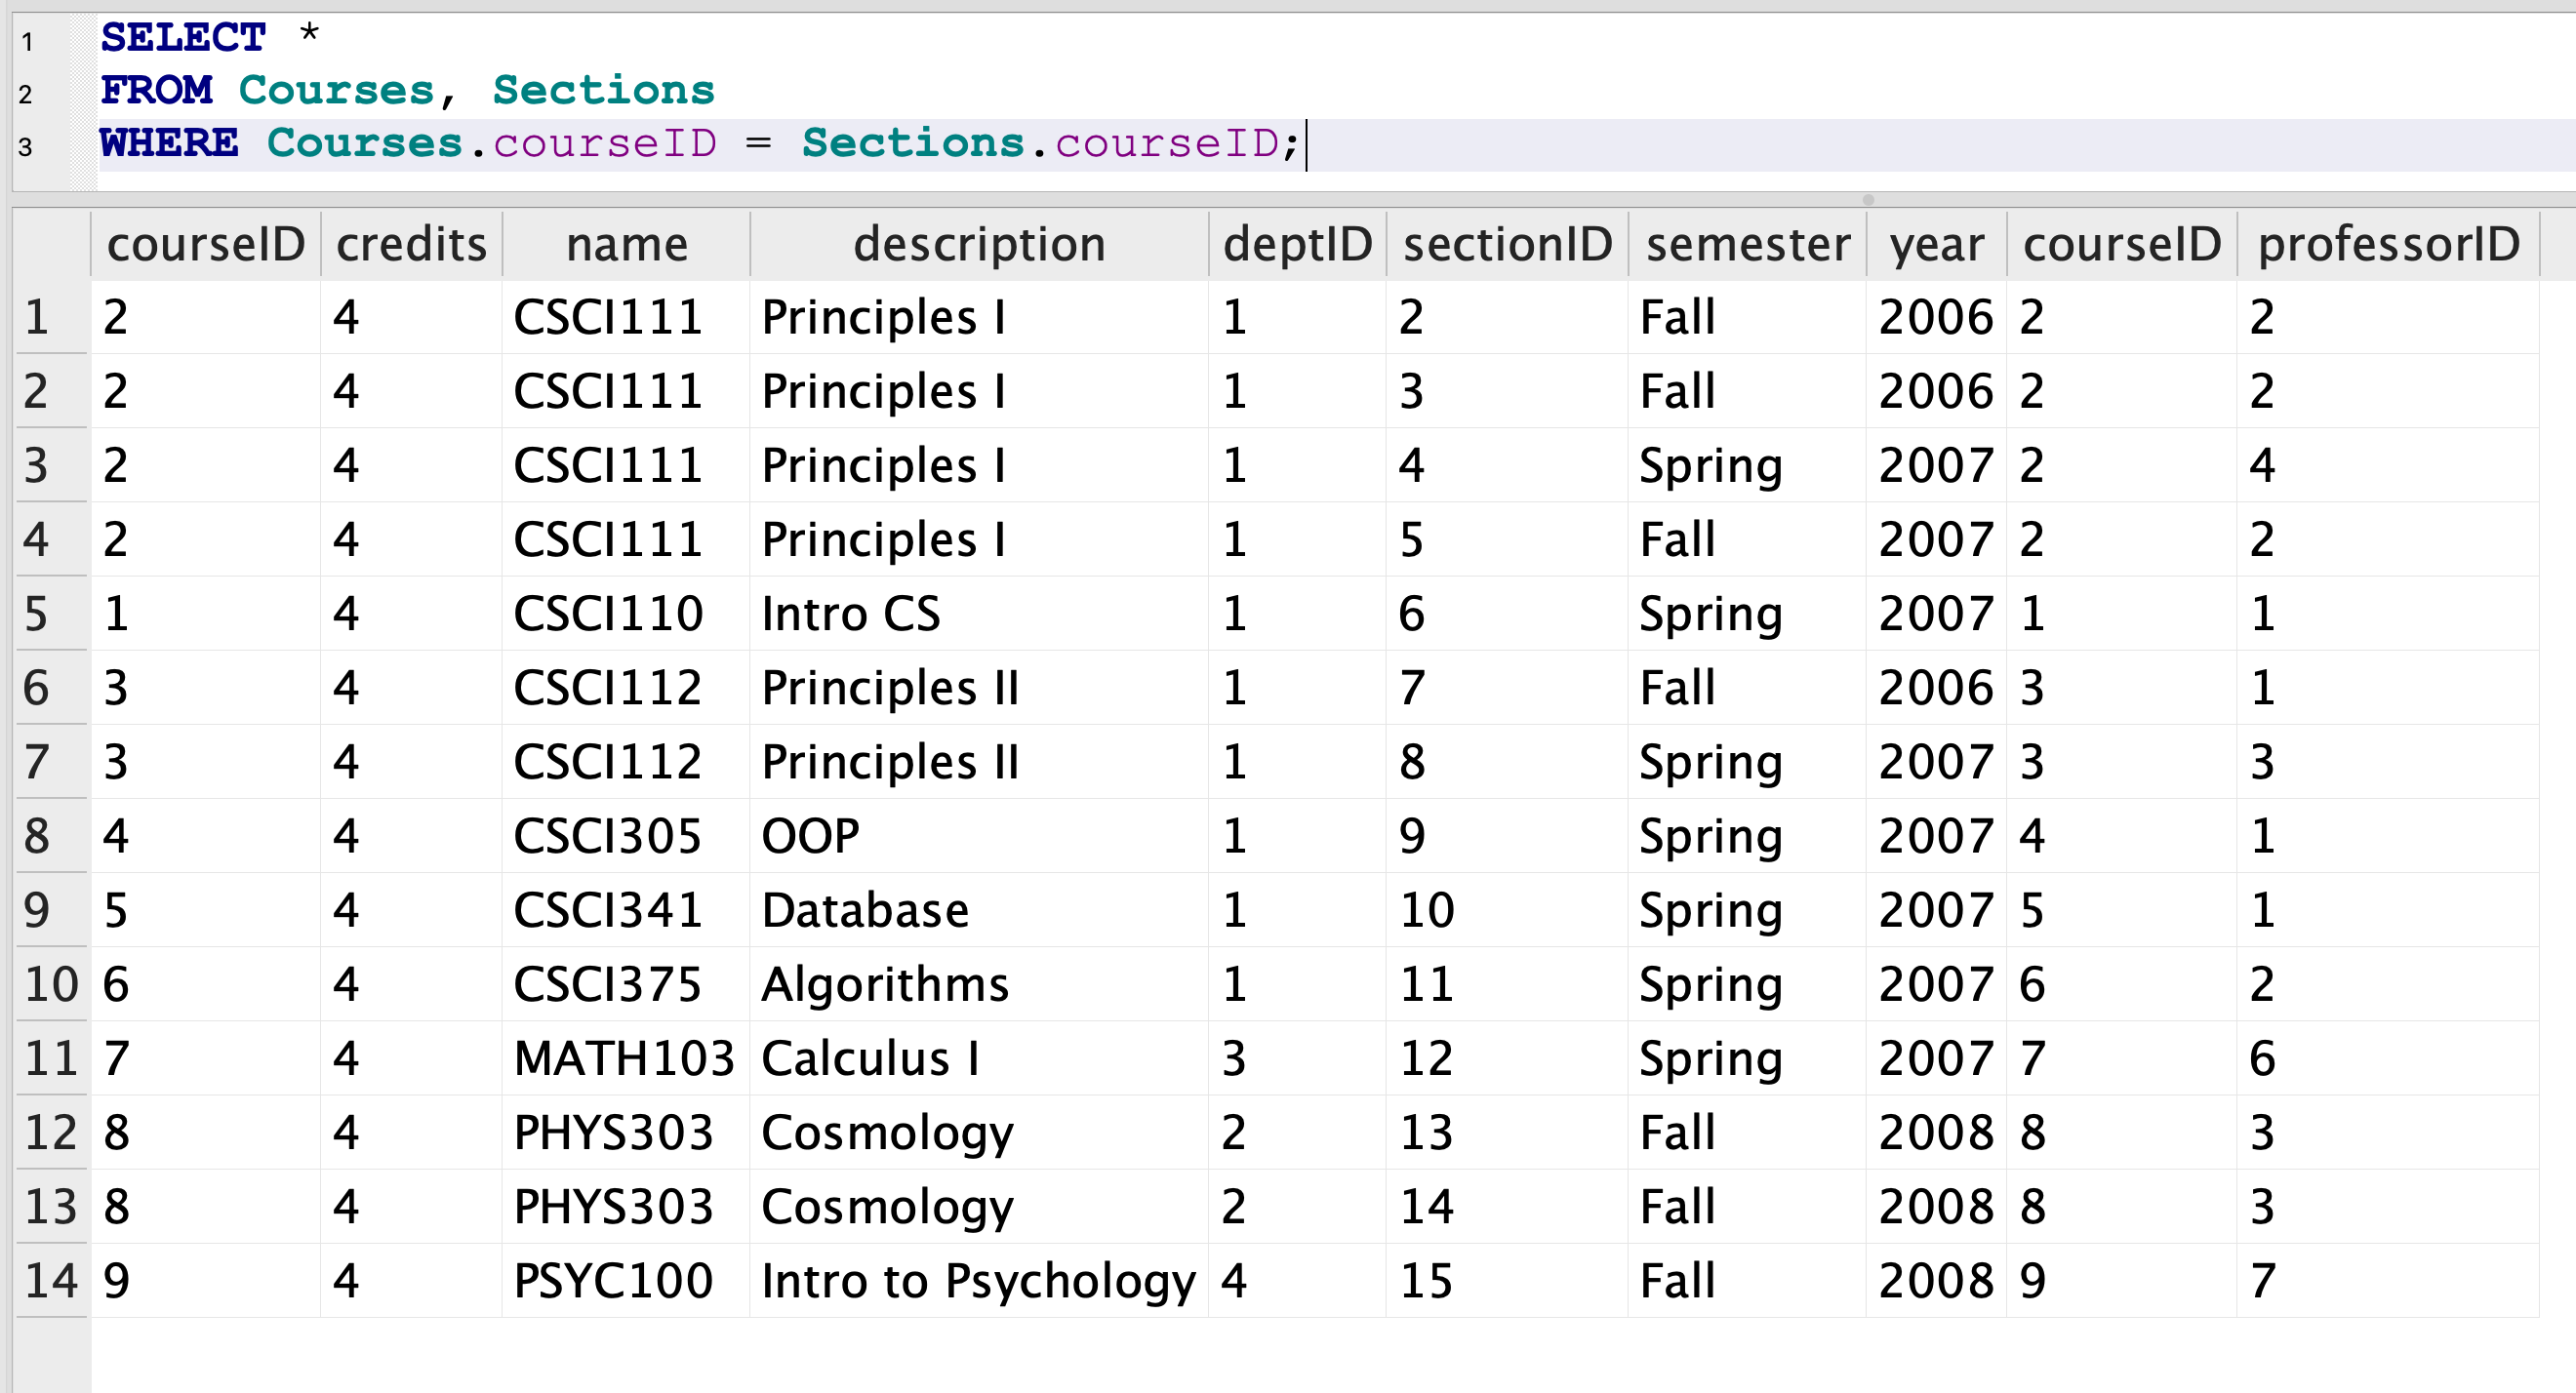 1 SELECT *
2 FROM Courses, Sections
3 WHERE Courses.courseID = Sections.courseID;
courseID credits name description deptID sectionID semester year courseID professorID
1 2 4 CSCI111 Principles I 1 2 Fall 2006 2 2
2 2 4 CSCI111 Principles I 1 3 Fall 2006 2 2
3 2 4 CSCI111 Principles I 1 4 Spring 2007 2 4
4 2 4 CSCI111 Principles I 1 5 Fall 2007 2 2
5 1 4 CSCI110 Intro CS 1 6 Spring 2007 1 1
6 3 4 CSCI112 Principles II 1 7 Fall 2006 3 1
7 3 4 CSCI112 Principles II 1 8 Spring 2007 3 3
8 4 4 CSCI305 OOP 1 9 Spring 2007 4 1
9 5 4 CSCI341 Database 1 10 Spring 2007 5 1
10 6 4 CSCI375 Algorithms 1 11 Spring 2007 6 2
11 7 4 MATH103 Calculus I 3 12 Spring 2007 7 6
12 8 4 PHYS303 Cosmology 2 13 Fall 2008 8 3
13 8 4 PHYS303 Cosmology 2 14 Fall 2008 8 3
14 9 4 PSYC100 Intro to Psychology 4 15 Fall 2008 9 7